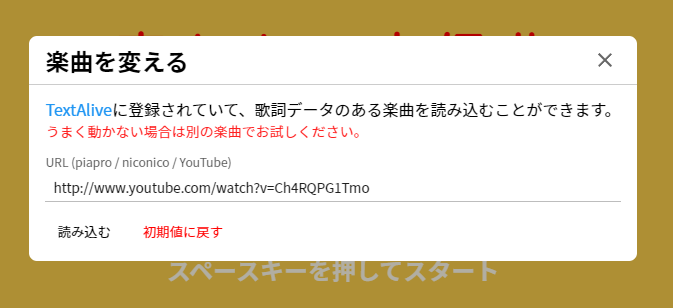 楽曲を変える
TextAliveに登録されていて、歌詞データのある楽曲を読み込むことができます。
うまく動かない場合は別の楽曲でお試しください。
URL (piapro / niconico / YouTube)
http://www.youtube.com/watch?v=Ch4RQPG1Tmo
読み込む 初期値に戻す
スペースキーを押してスタート